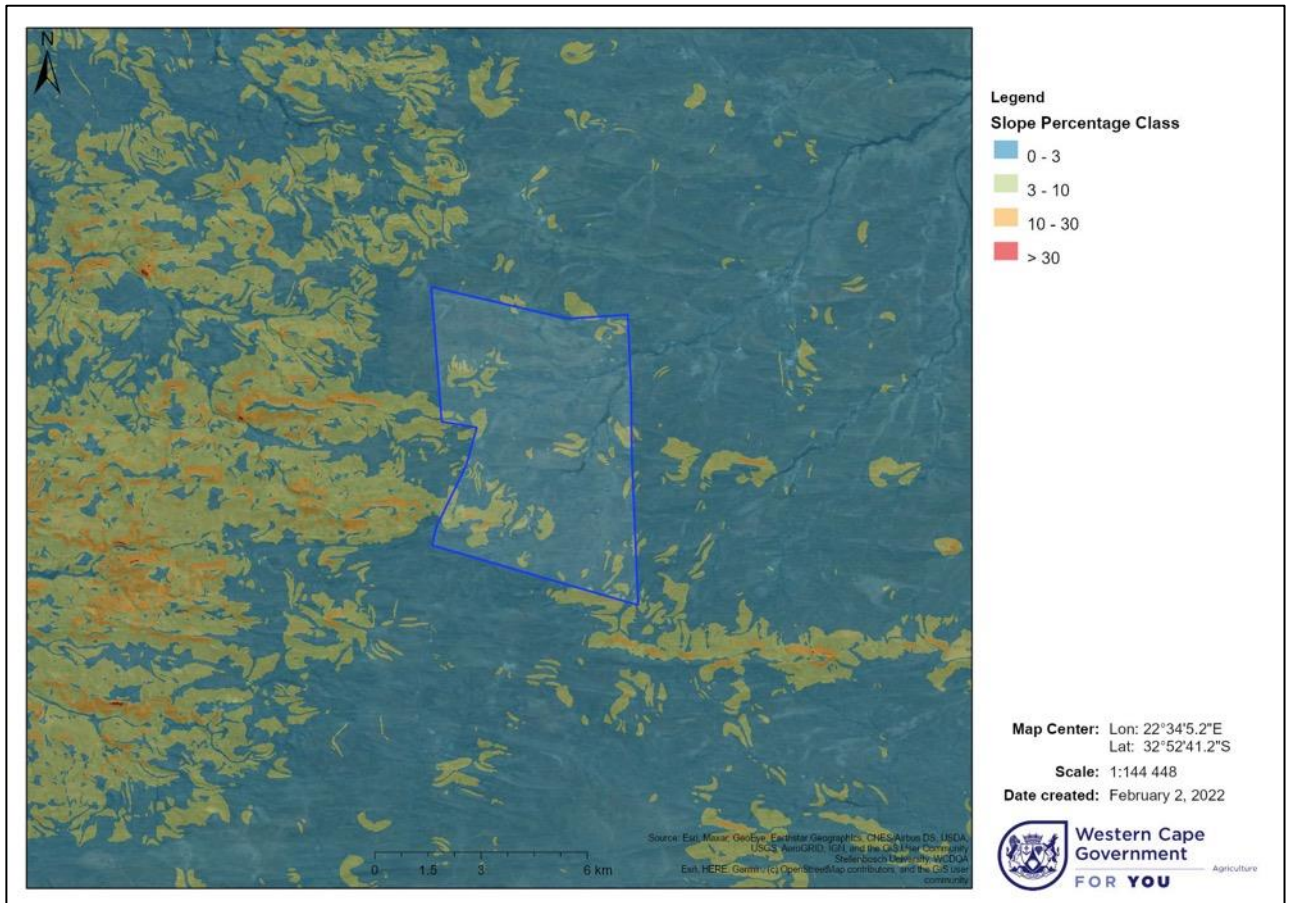 N
Legend
Slope Percentage Class
0 - 3
3 - 10
10 - 30
> 30
Map Center: Lon: 22°34'5.2"E
Lat: 32°52'41.2"S
Scale: 1:144 448
Date created: February 2, 2022
Western Cape
Government
Agriculture
FOR YOU
Source: Esri, Maxar, GeoEye, Earthstar Geographics, CNES/Airbus DS, USDA,
USGS, AeroGRID, IGN, and the GIS User Community
Stellenbosch University, WCDOA
Esri, HERE, Garmin, (c) OpenStreetMap contributors, and the GIS user
community
0 1.5 3 6 km